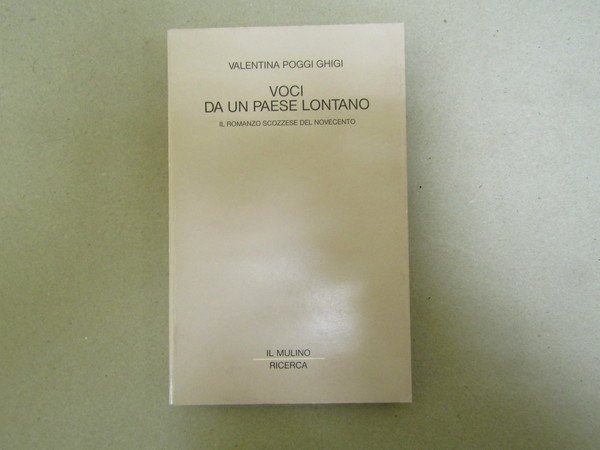 VALENTINA POGGI GHIGI
VOCI
DA UN PAESE LONTANO
IL ROMANZO SCOZZESE DEL NOVECENTO
IL MULINO
RICERCA